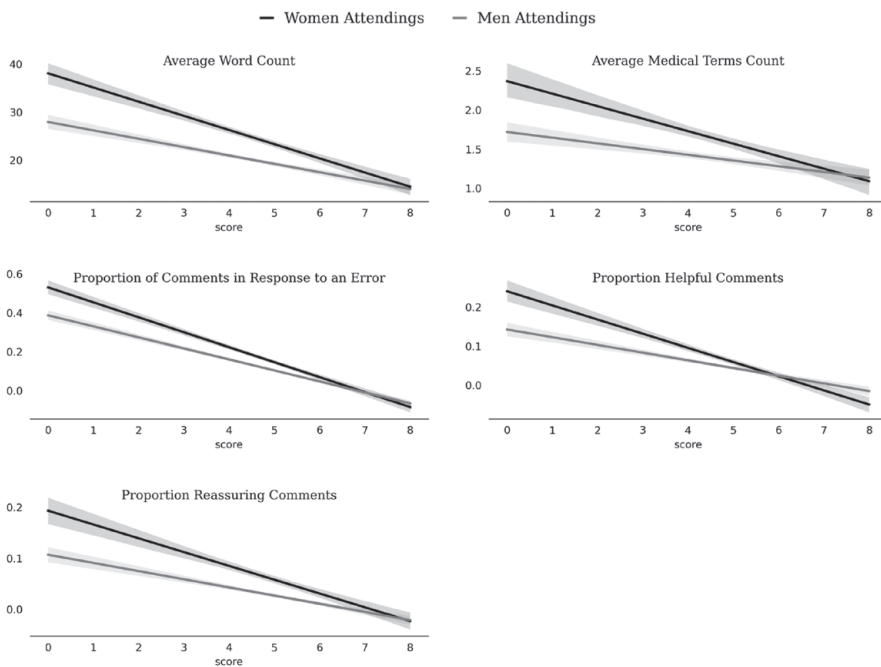 Women Attendings Men Attendings
Average Word Count
40
30
20
0 1 2 3 4 5 6 7 8
score
Average Medical Terms Count
2.5
2.0
1.5
1.0
0 1 2 3 4 5 6 7 8
score
Proportion of Comments in Response to an Error
0.6
0.4
0.2
0.0
0 1 2 3 4 5 6 7 8
score
Proportion Helpful Comments
0.2
0.1
0.0
0 1 2 3 4 5 6 7 8
score
Proportion Reassuring Comments
0.2
0.1
0.0
0 1 2 3 4 5 6 7 8
score